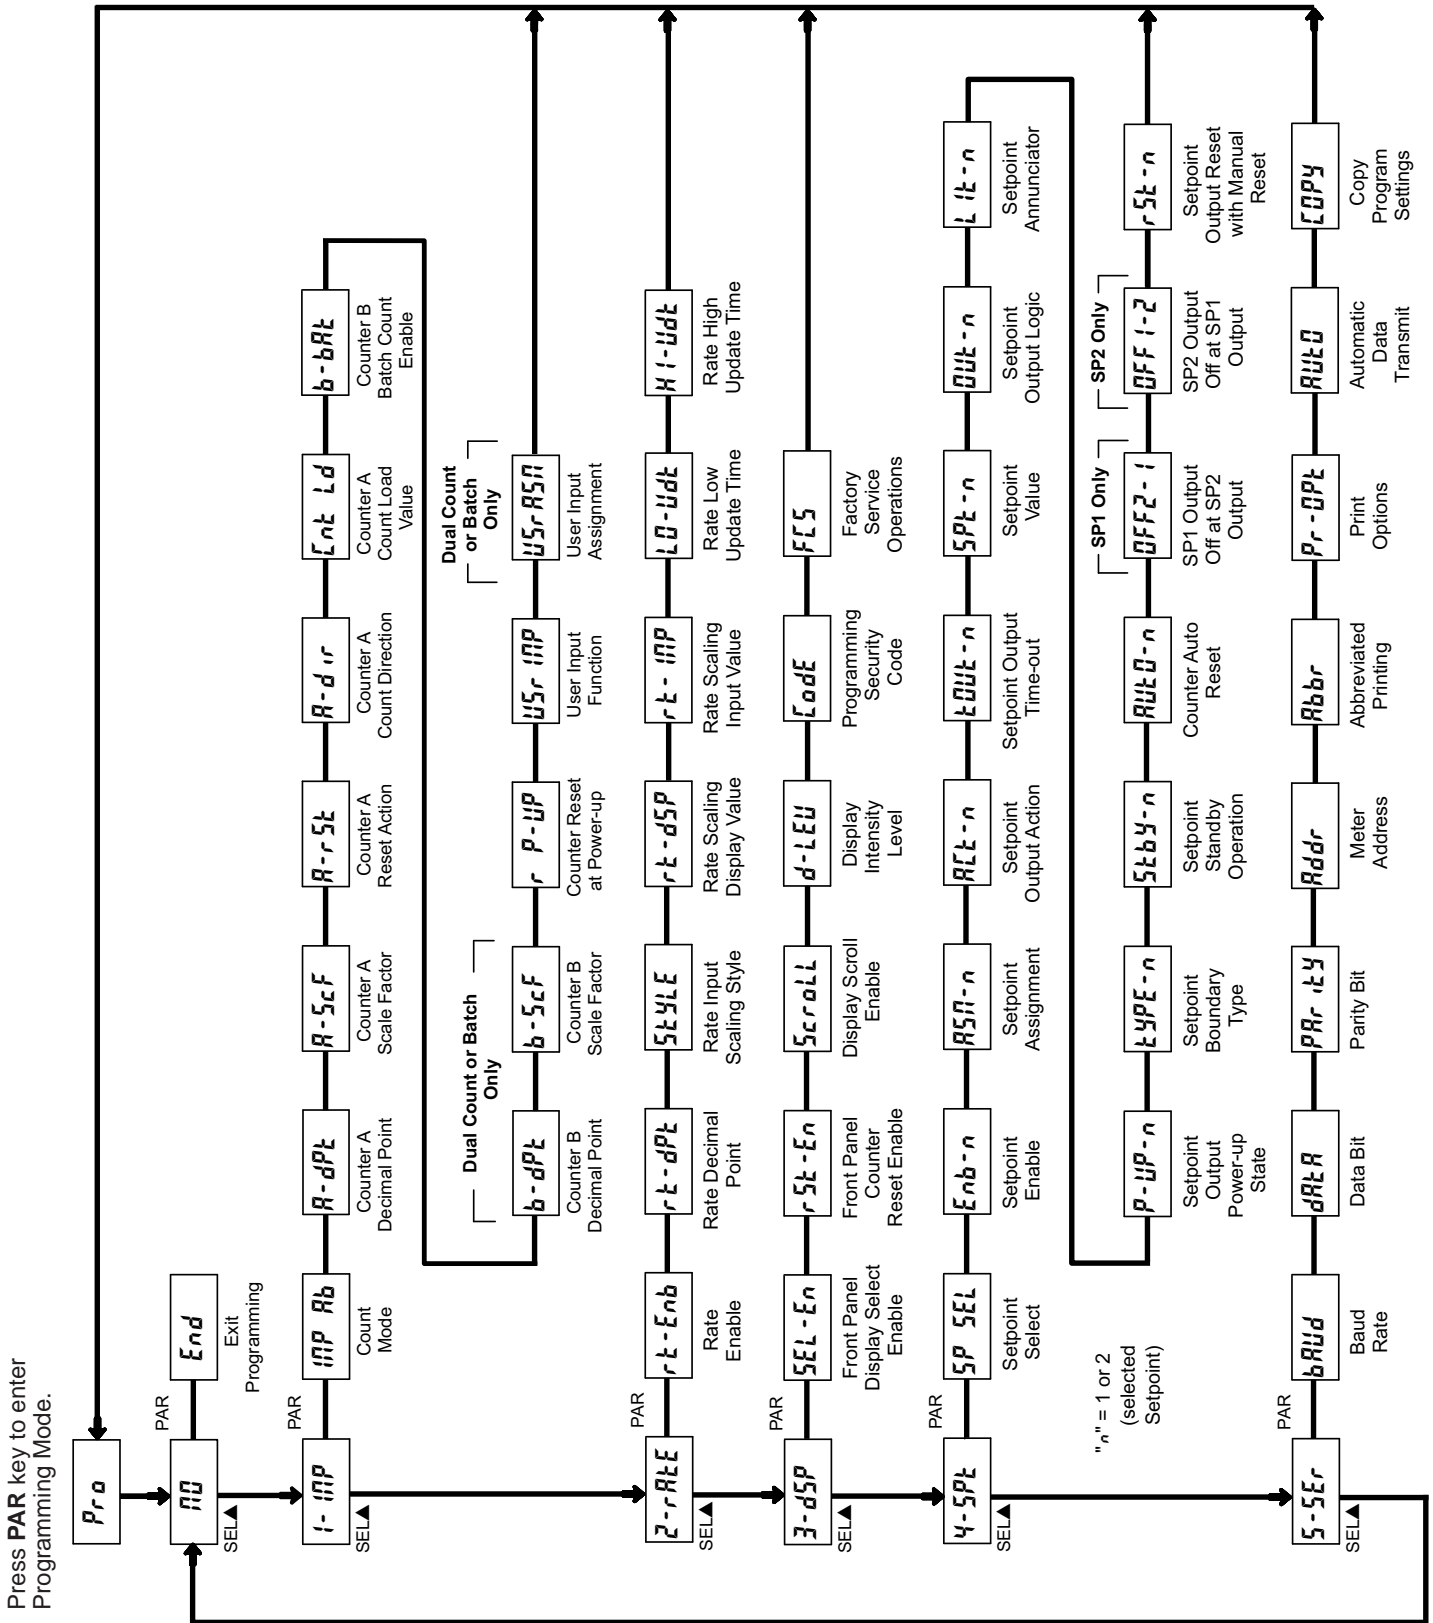 Press PAR key to enter
Programming Mode.
Pro
NO
SEL▲
PAR
End
Exit
Programming
1-INP
SEL▲
PAR
INP Ab
Count
Mode
A-dPt
Counter A
Decimal Point
A-ScF
Counter A
Scale Factor
A-rSt
Counter A
Reset Action
A-dir
Counter A
Count Direction
Cnt Ld
Counter A
Count Load
Value
b-bAt
Counter B
Batch Count
Enable
Dual Count or Batch
Only
b-dPt
Counter B
Decimal Point
b-ScF
Counter B
Scale Factor
r P-UP
Counter Reset
at Power-up
USr INP
User Input
Function
Dual Count
or Batch
Only
USrASN
User Input
Assignment
2-rAtE
SEL▲
PAR
rt-Enb
Rate
Enable
rt-dPt
Rate Decimal
Point
StYLE
Rate Input
Scaling Style
rt-dSP
Rate Scaling
Display Value
rt-INP
Rate Scaling
Input Value
LO-Udt
Rate Low
Update Time
HI-Udt
Rate High
Update Time
3-dSP
SEL▲
PAR
SEL-En
Front Panel
Display Select
Enable
rSt-En
Front Panel
Counter
Reset Enable
ScroLL
Display Scroll
Enable
d-LEV
Display
Intensity
Level
CodE
Programming
Security
Code
FCS
Factory
Service
Operations
4-SPt
SEL▲
PAR
SP SEL
Setpoint
Select
Enb-n
Setpoint
Enable
ASN-n
Setpoint
Assignment
ACt-n
Setpoint
Output Action
tOUt-n
Setpoint Output
Time-out
SPt-n
Setpoint
Value
OUt-n
Setpoint
Output Logic
LIt-n
Setpoint
Annunciator
"n" = 1 or 2
(selected
Setpoint)
P-UP-n
Setpoint
Output
Power-up
State
tYPE-n
Setpoint
Boundary
Type
Stby-n
Setpoint
Standby
Operation
AUtO-n
Counter Auto
Reset
SP1 Only
OFF2-1
SP1 Output
Off at SP2
Output
SP2 Only
OFF1-2
SP2 Output
Off at SP1
Output
rSt-n
Setpoint
Output Reset
with Manual
Reset
5-SEr
SEL▲
PAR
bAUd
Baud
Rate
dAtA
Data Bit
PAritY
Parity Bit
Addr
Meter
Address
Abbr
Abbreviated
Printing
Pr-OPt
Print
Options
AUtO
Automatic
Data
Transmit
COPY
Copy
Program
Settings